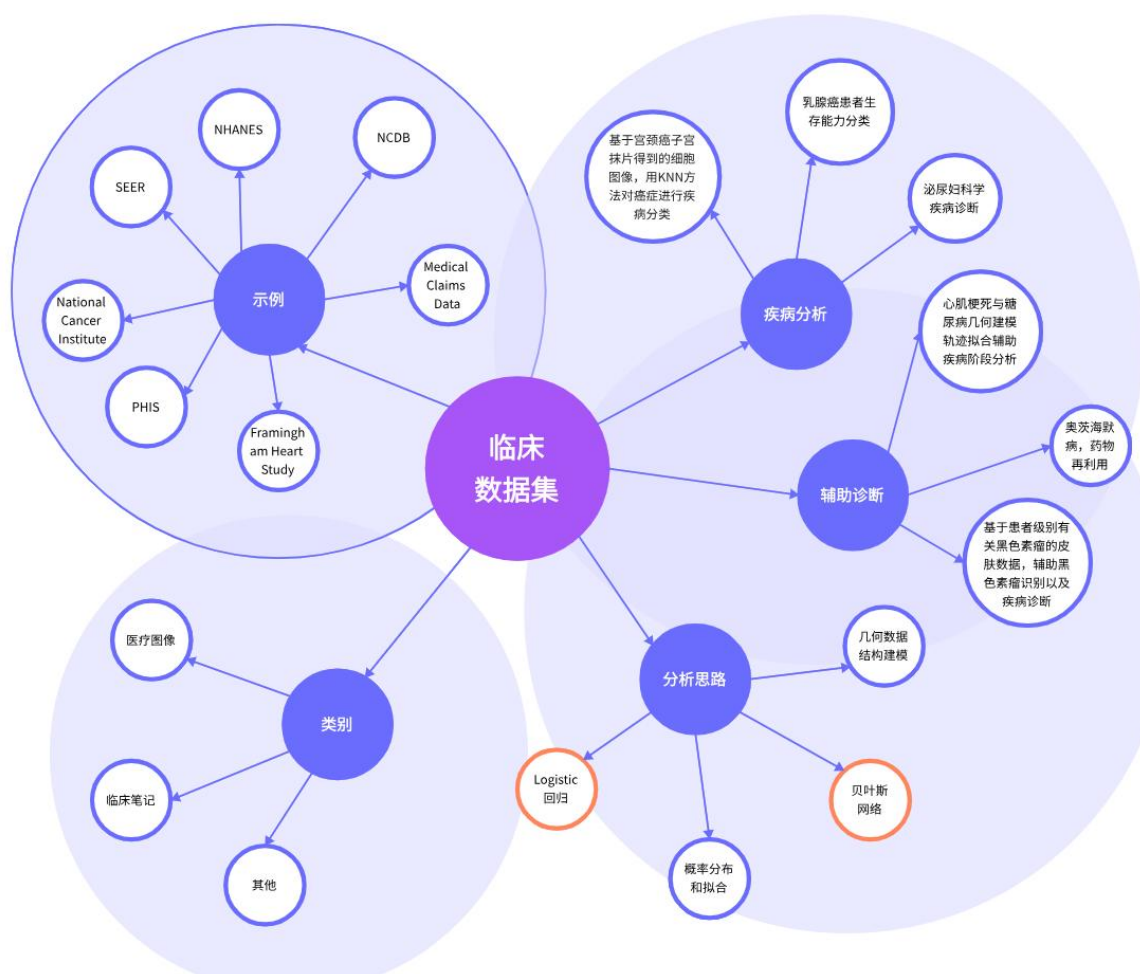 临床
数据集
示例
NHANES
NCDB
SEER
Medical
Claims
Data
National
Cancer
Institute
PHIS
Framingh
am Heart
Study
疾病分析
基于宫颈癌子宫
抹片得到的细胞
图像，用KNN方
法对癌症进行疾
病分类
乳腺癌患者生
存能力分类
泌尿妇科学
疾病诊断
辅助诊断
心肌梗死与糖
尿病几何建模
轨迹拟合辅助
疾病阶段分析
奥茨海默
病，药物
再利用
基于患者级别有
关黑色素瘤的皮
肤数据，辅助黑
色素瘤识别以及
疾病诊断
分析思路
几何数据
结构建模
Logistic
回归
贝叶斯
网络
概率分布
和拟合
类别
医疗图像
临床笔记
其他